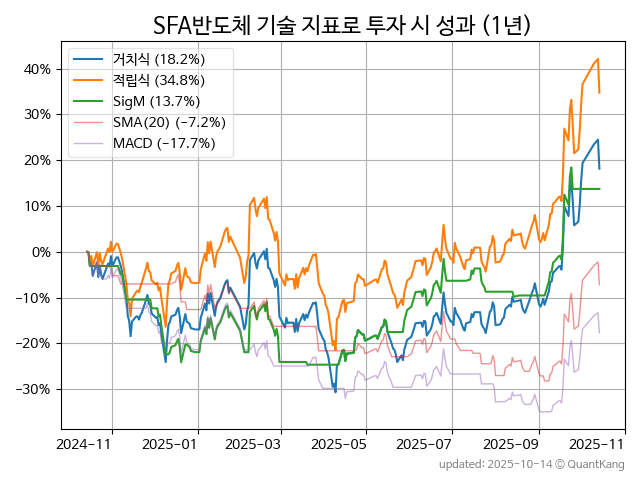 SFA반도체 기술 지표로 투자 시 성과 (1년)
거치식 (18.2%)
적립식 (34.8%)
SigM (13.7%)
SMA(20) (−7.2%)
MACD (−17.7%)
40%
30%
20%
10%
0%
−10%
−20%
−30%
2024-11
2025-01
2025-03
2025-05
2025-07
2025-09
2025-11
updated: 2025-10-14 © QuantKang